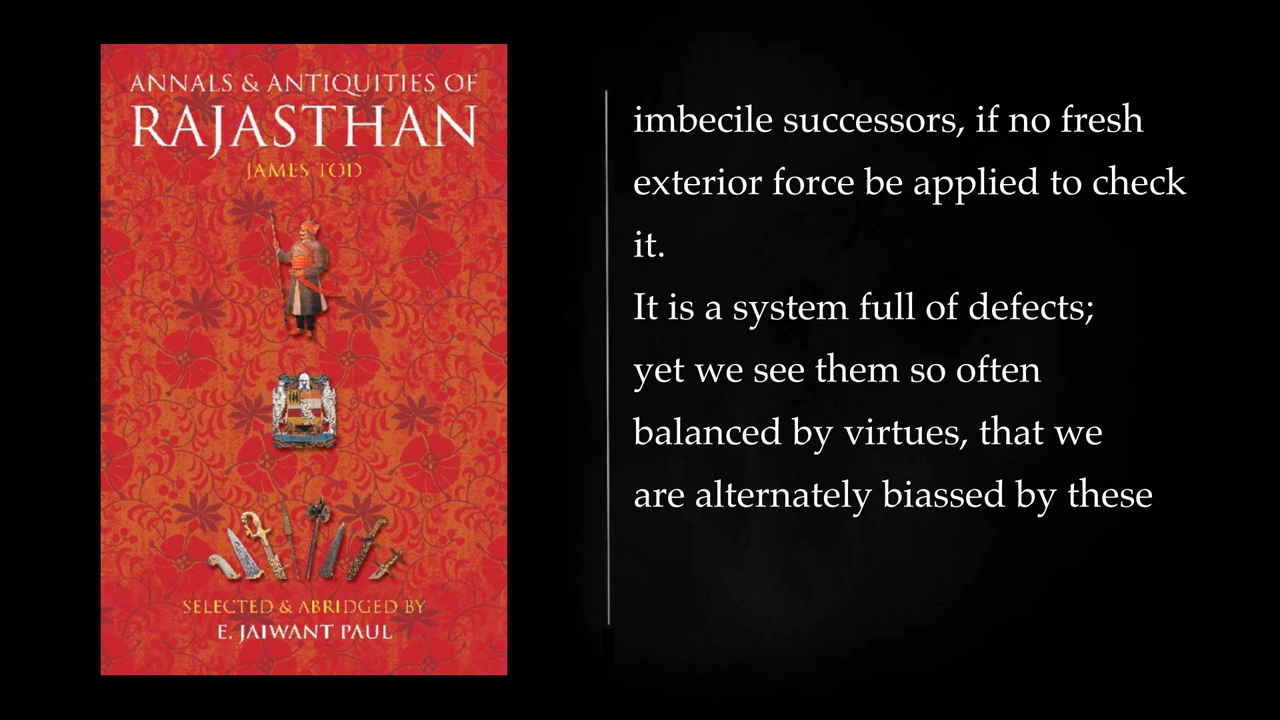 ANNALS & ANTIQUITIES OF
RAJASTHAN
JAMES TOD
SELECTED & ABRIDGED BY
E. JAIWANT PAUL
imbecile successors, if no fresh
exterior force be applied to check
it.
It is a system full of defects;
yet we see them so often
balanced by virtues, that we
are alternately biassed by these